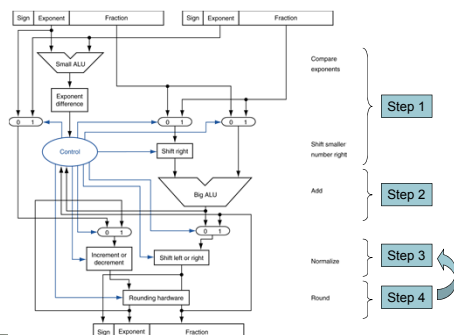 Sign Exponent Fraction Sign Exponent Fraction
Small ALU
Compare
exponents
Exponent
difference
Step 1
0 1 0 1 0 1
Control
Shift right
Shift smaller
number right
Big ALU
Add
Step 2
0 1 0 1
Increment or
decrement
Shift left or right
Normalize
Step 3
Rounding hardware
Round
Step 4
Sign Exponent Fraction